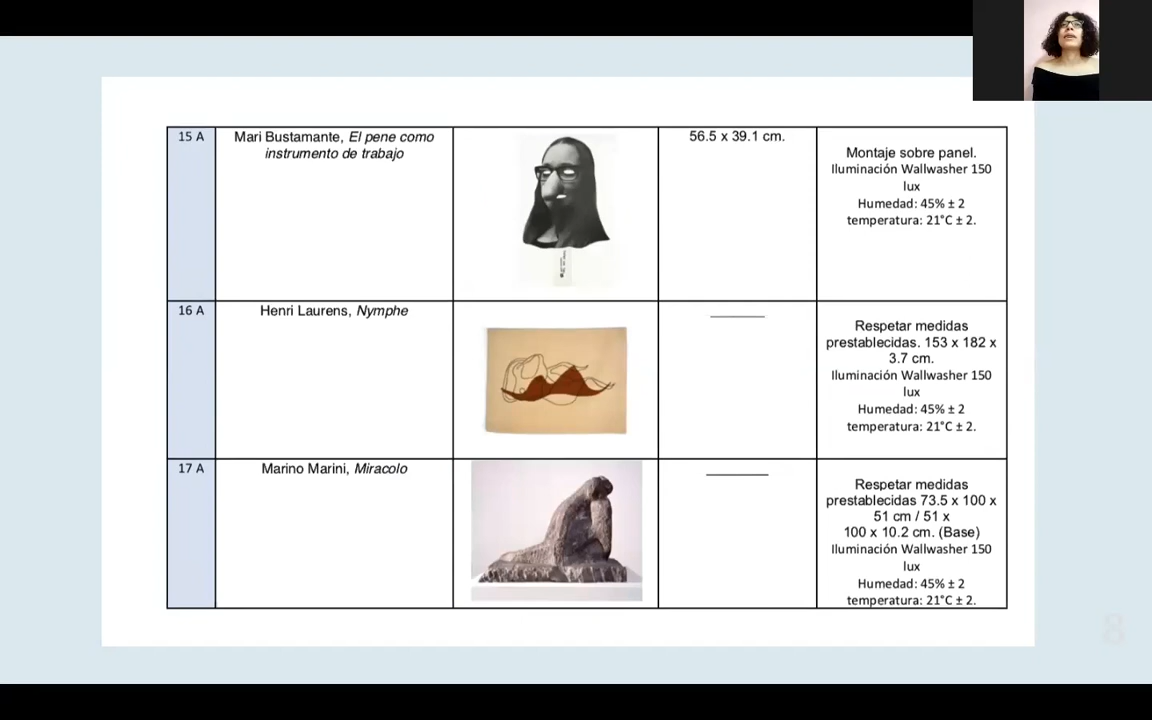 15 A
Mari Bustamante, El pene como
instrumento de trabajo
56.5 x 39.1 cm.
Montaje sobre panel.
Iluminación Wallwasher 150
lux
Humedad: 45% ± 2
temperatura: 21°C ± 2.
16 A
Henri Laurens, Nymphe
Respetar medidas
prestablecidas. 153 x 182 x
3.7 cm.
Iluminación Wallwasher 150
lux
Humedad: 45% ± 2
temperatura: 21°C ± 2.
17 A
Marino Marini, Miracolo
Respetar medidas
prestablecidas 73.5 x 100 x
51 cm / 51 x
100 x 10.2 cm. (Base)
Iluminación Wallwasher 150
lux
Humedad: 45% ± 2
temperatura: 21°C ± 2.
8